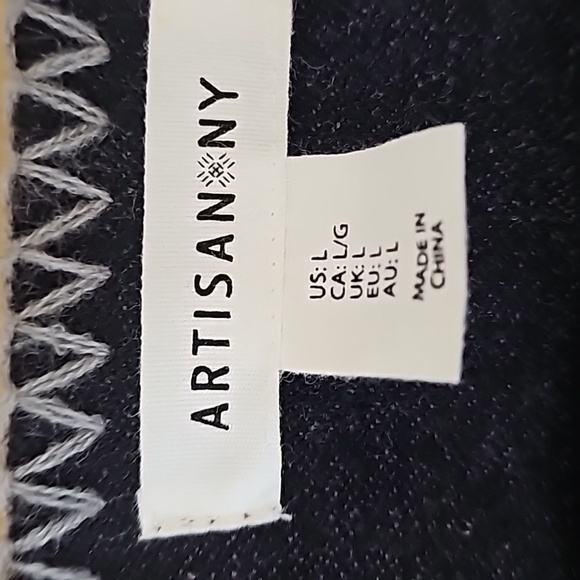 ARTISAN NY
US: L
CA: L/G
UK: L
EU: L
AU: L
MADE IN
CHINA